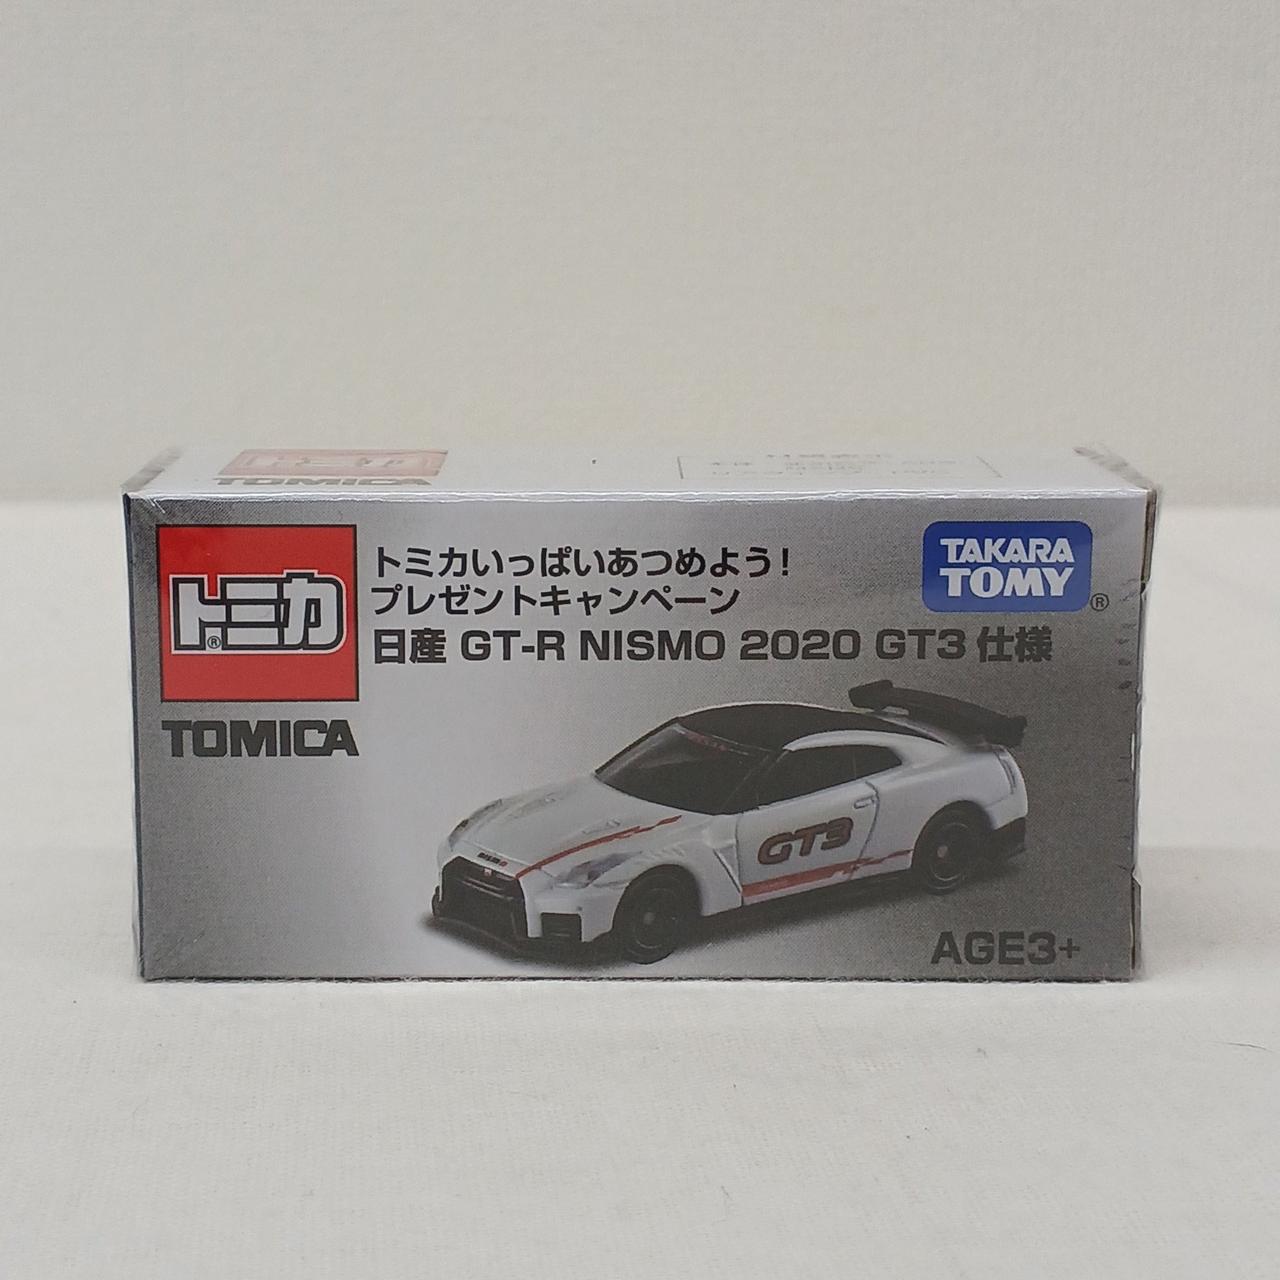 TOMICA
トミカ
®
TOMICA
トミカいっぱいあつめよう!
プレゼントキャンペーン
日産 GT-R NISMO 2020 GT3 仕様
TAKARA
TOMY
®
nismo
GT3
AGE3+